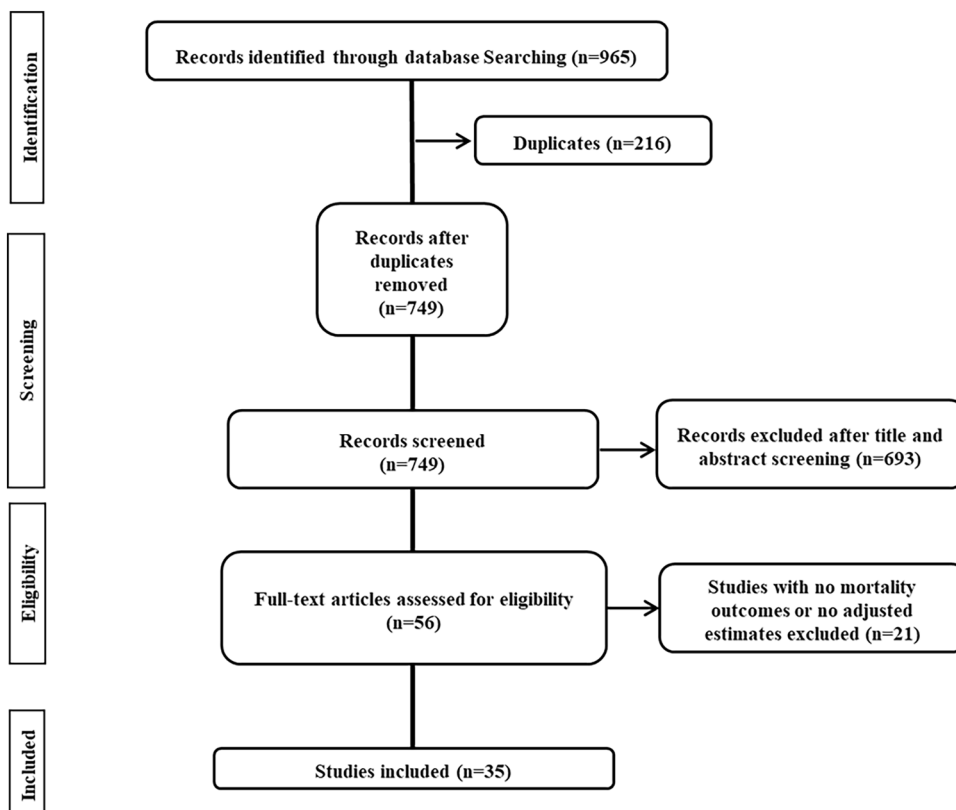 Identification
Records identified through database Searching (n=965)
Duplicates (n=216)
Screening
Records after
duplicates
removed
(n=749)
Records screened
(n=749)
Records excluded after title and
abstract screening (n=693)
Eligibility
Full-text articles assessed for eligibility
(n=56)
Studies with no mortality
outcomes or no adjusted
estimates excluded (n=21)
Included
Studies included (n=35)